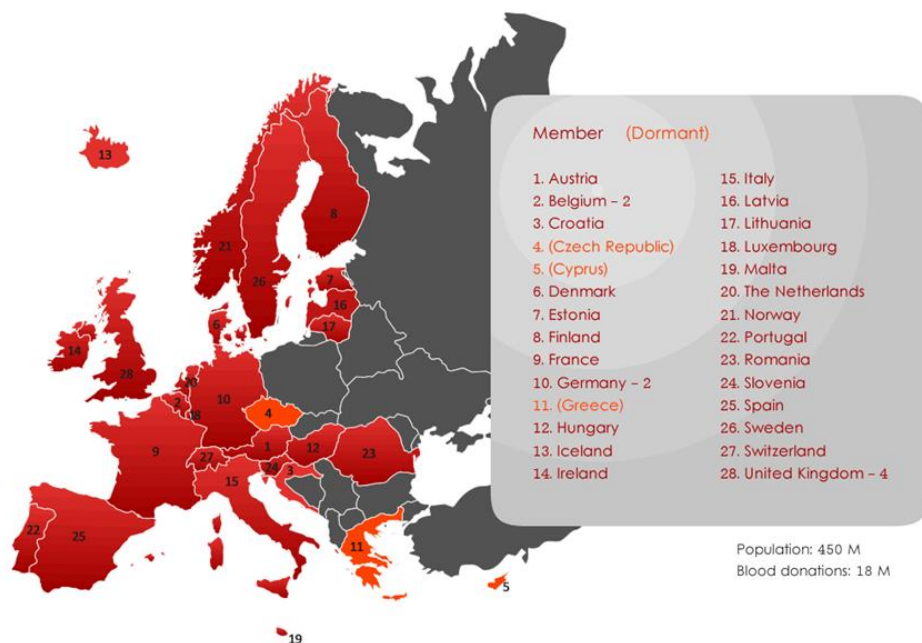 Member (Dormant)
1. Austria
2. Belgium – 2
3. Croatia
4. (Czech Republic)
5. (Cyprus)
6. Denmark
7. Estonia
8. Finland
9. France
10. Germany – 2
11. (Greece)
12. Hungary
13. Iceland
14. Ireland
15. Italy
16. Latvia
17. Lithuania
18. Luxembourg
19. Malta
20. The Netherlands
21. Norway
22. Portugal
23. Romania
24. Slovenia
25. Spain
26. Sweden
27. Switzerland
28. United Kingdom – 4
Population: 450 M
Blood donations: 18 M
13
8
21
26
7
16
17
6
14
28
20
2
18
10
4
9
27
1
12
23
24
3
15
22
25
11
5
19